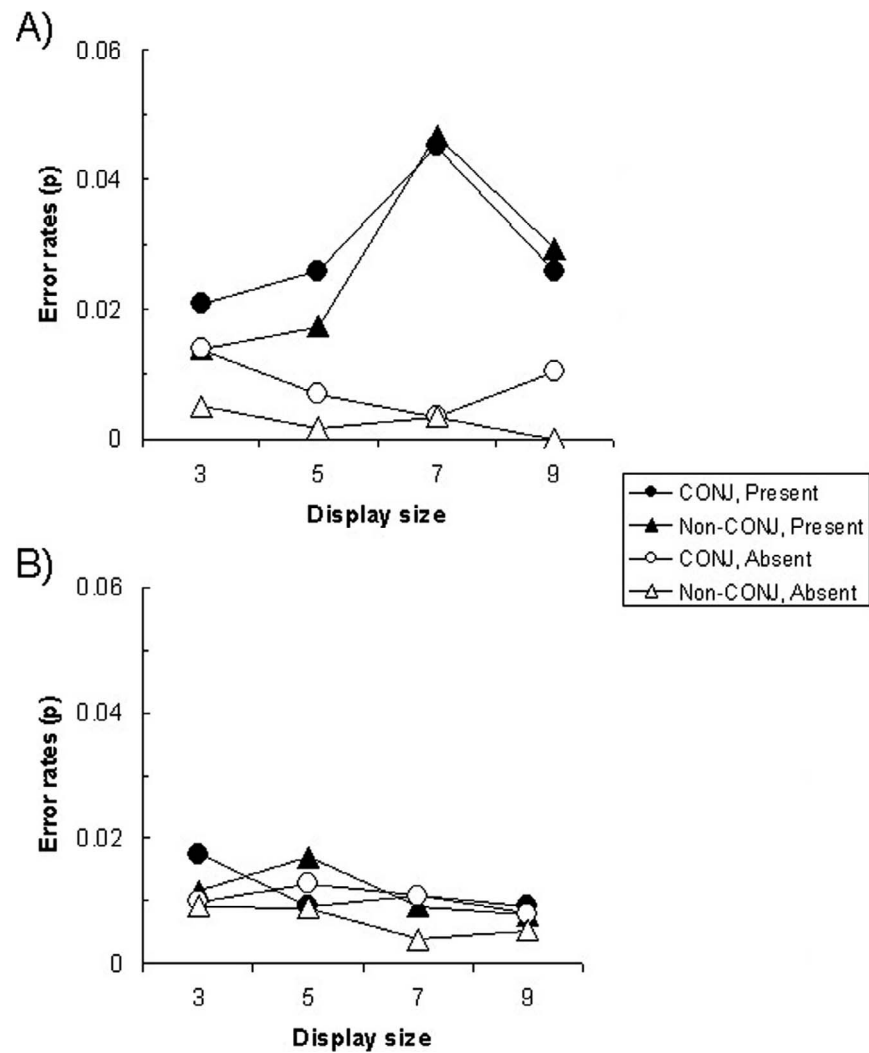 A)
0.06
0.04
0.02
0
Error rates (p)
3 5 7 9
Display size
CONJ, Present
Non-CONJ, Present
CONJ, Absent
Non-CONJ, Absent
B)
0.06
0.04
0.02
0
Error rates (p)
3 5 7 9
Display size